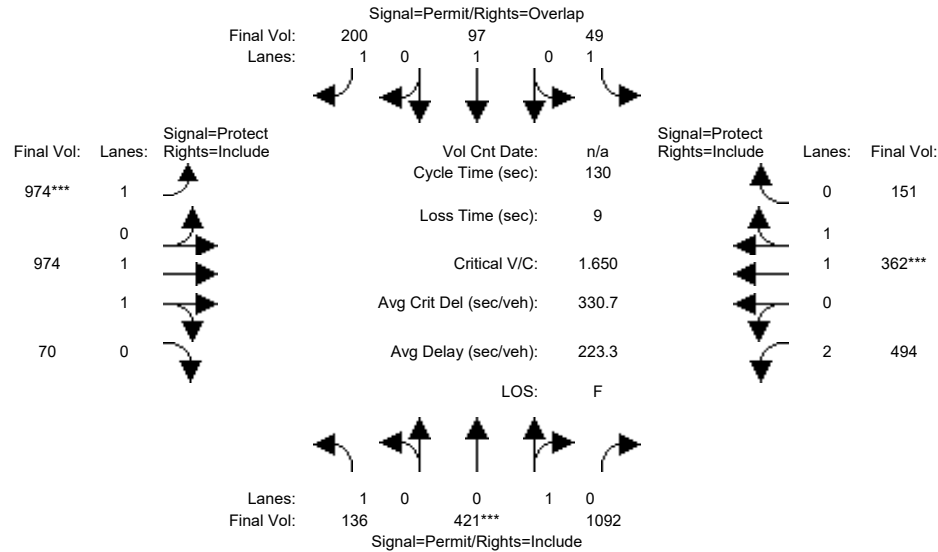 Signal=Permit/Rights=Overlap
Final Vol: 200 97 49
Lanes: 1 0 1 0 1
Signal=Protect Signal=Protect
Final Vol: Lanes: Rights=Include Vol Cnt Date: n/a Rights=Include Lanes: Final Vol:
Cycle Time (sec): 130
974*** 1 0 151
Loss Time (sec): 9
0 1
974 1 Critical V/C: 1.650 1 362***
1 Avg Crit Del (sec/veh): 330.7 0
70 0 Avg Delay (sec/veh): 223.3 2 494
LOS: F
Lanes: 1 0 0 1 0
Final Vol: 136 421*** 1092
Signal=Permit/Rights=Include